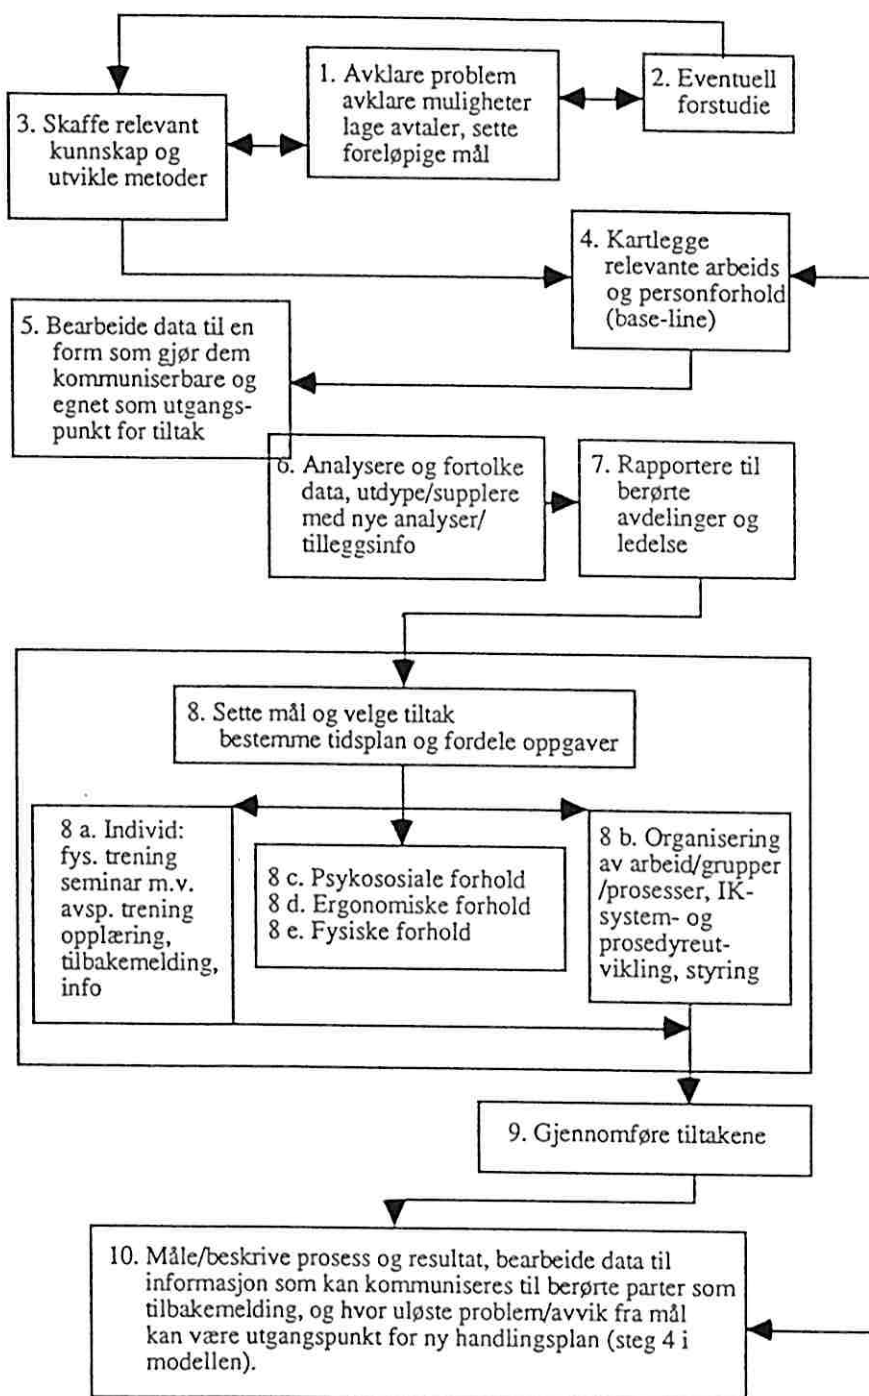 1. Avklare problem
avklare muligheter
lage avtaler, sette
foreløpige mål
2. Eventuell
forstudie
3. Skaffe relevant
kunnskap og
utvikle metoder
4. Kartlegge
relevante arbeids
og personforhold
(base-line)
5. Bearbeide data til en
form som gjør dem
kommuniserbare og
egnet som utgangs-
punkt for tiltak
6. Analysere og fortolke
data, utdype/supplere
med nye analyser/
tilleggsinfo
7. Rapportere til
berørte
avdelinger og
ledelse
8. Sette mål og velge tiltak
bestemme tidsplan og fordele oppgaver
8 a. Individ:
fys. trening
seminar m.v.
avsp. trening
opplæring,
tilbakemelding,
info
8 c. Psykososiale forhold
8 d. Ergonomiske forhold
8 e. Fysiske forhold
8 b. Organisering
av arbeid/grupper
/prosesser, IK-
system- og
prosedyreut-
vikling, styring
9. Gjennomføre tiltakene
10. Måle/beskrive prosess og resultat, bearbeide data til
informasjon som kan kommuniseres til berørte parter som
tilbakemelding, og hvor uløste problem/avvik fra mål
kan være utgangspunkt for ny handlingsplan (steg 4 i
modellen).